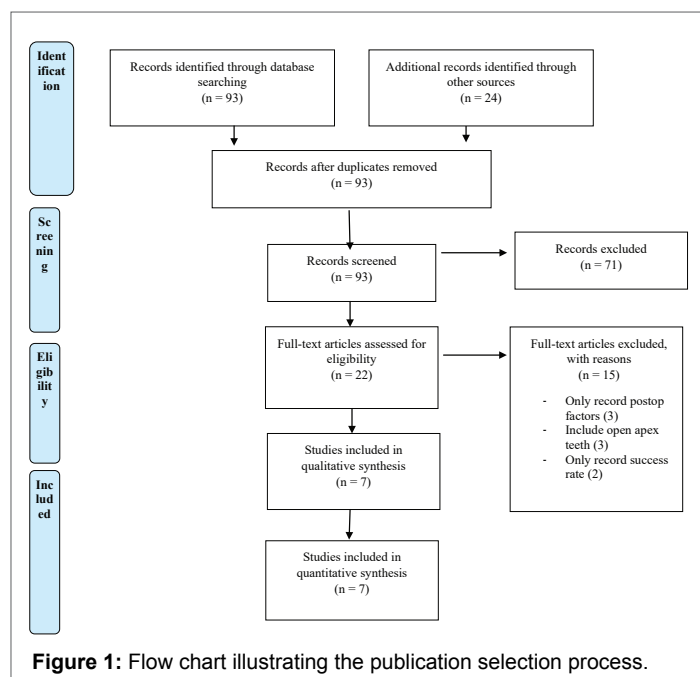 Ident
ificat
ion
Records identified through database
searching
(n = 93)
Additional records identified through
other sources
(n = 24)
Records after duplicates removed
(n = 93)
Sc
ree
nin
g
Records screened
(n = 93)
Records excluded
(n = 71)
Eli
gib
ilit
y
Full-text articles assessed for
eligibility
(n = 22)
Full-text articles excluded,
with reasons
(n = 15)
- Only record postop
factors (3)
- Include open apex
teeth (3)
- Only record success
rate (2)
Studies included in
qualitative synthesis
(n = 7)
Inc
lud
ed
Studies included in
quantitative synthesis
(n = 7)
Figure 1: Flow chart illustrating the publication selection process.